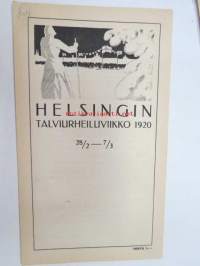 HELSINGIN
TALVIURHEILUVIIKKO 1920
28/2 — 7/3